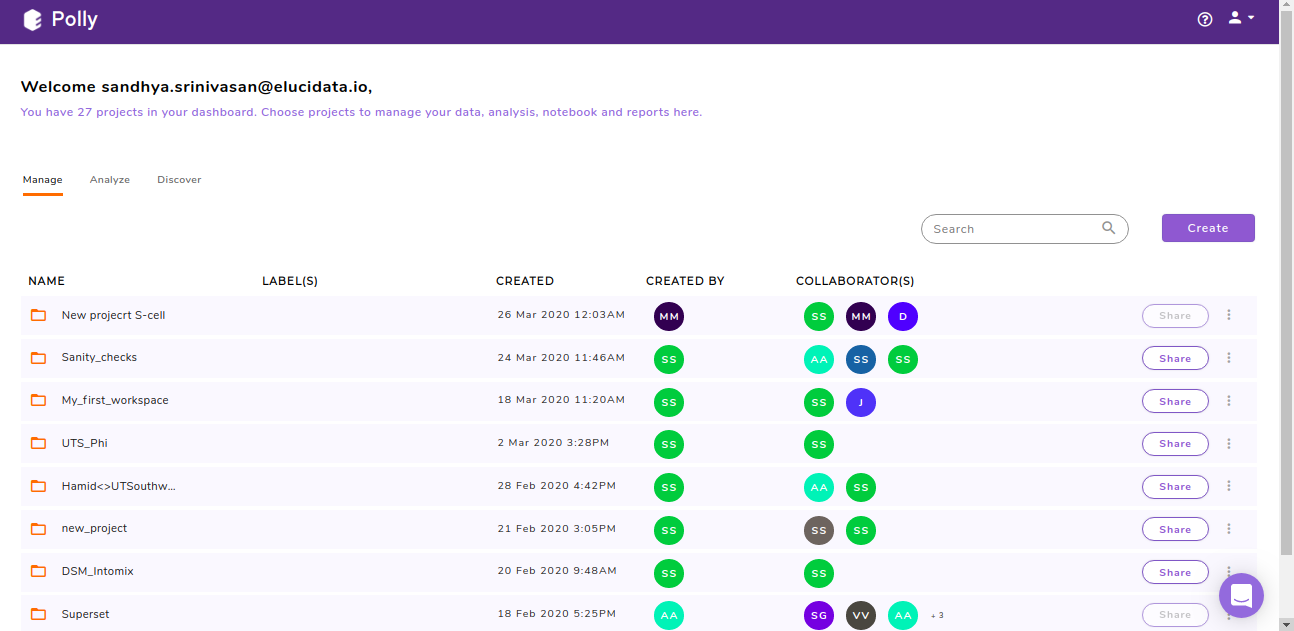 Polly
Welcome sandhya.srinivasan@elucidata.io,
You have 27 projects in your dashboard. Choose projects to manage your data, analysis, notebook and reports here.
Manage Analyze Discover
Search Create
NAME LABEL(S) CREATED CREATED BY COLLABORATOR(S)
New projecrt S-cell 26 Mar 2020 12:03AM MM SS MM D Share
Sanity_checks 24 Mar 2020 11:46AM SS AA SS SS Share
My_first_workspace 18 Mar 2020 11:20AM SS SS J Share
UTS_Phi 2 Mar 2020 3:28PM SS SS Share
Hamid<>UTSouthw... 28 Feb 2020 4:42PM SS AA SS Share
new_project 21 Feb 2020 3:05PM SS SS SS Share
DSM_Intomix 20 Feb 2020 9:48AM SS SS Share
Superset 18 Feb 2020 5:25PM AA SG VV AA + 3 Share